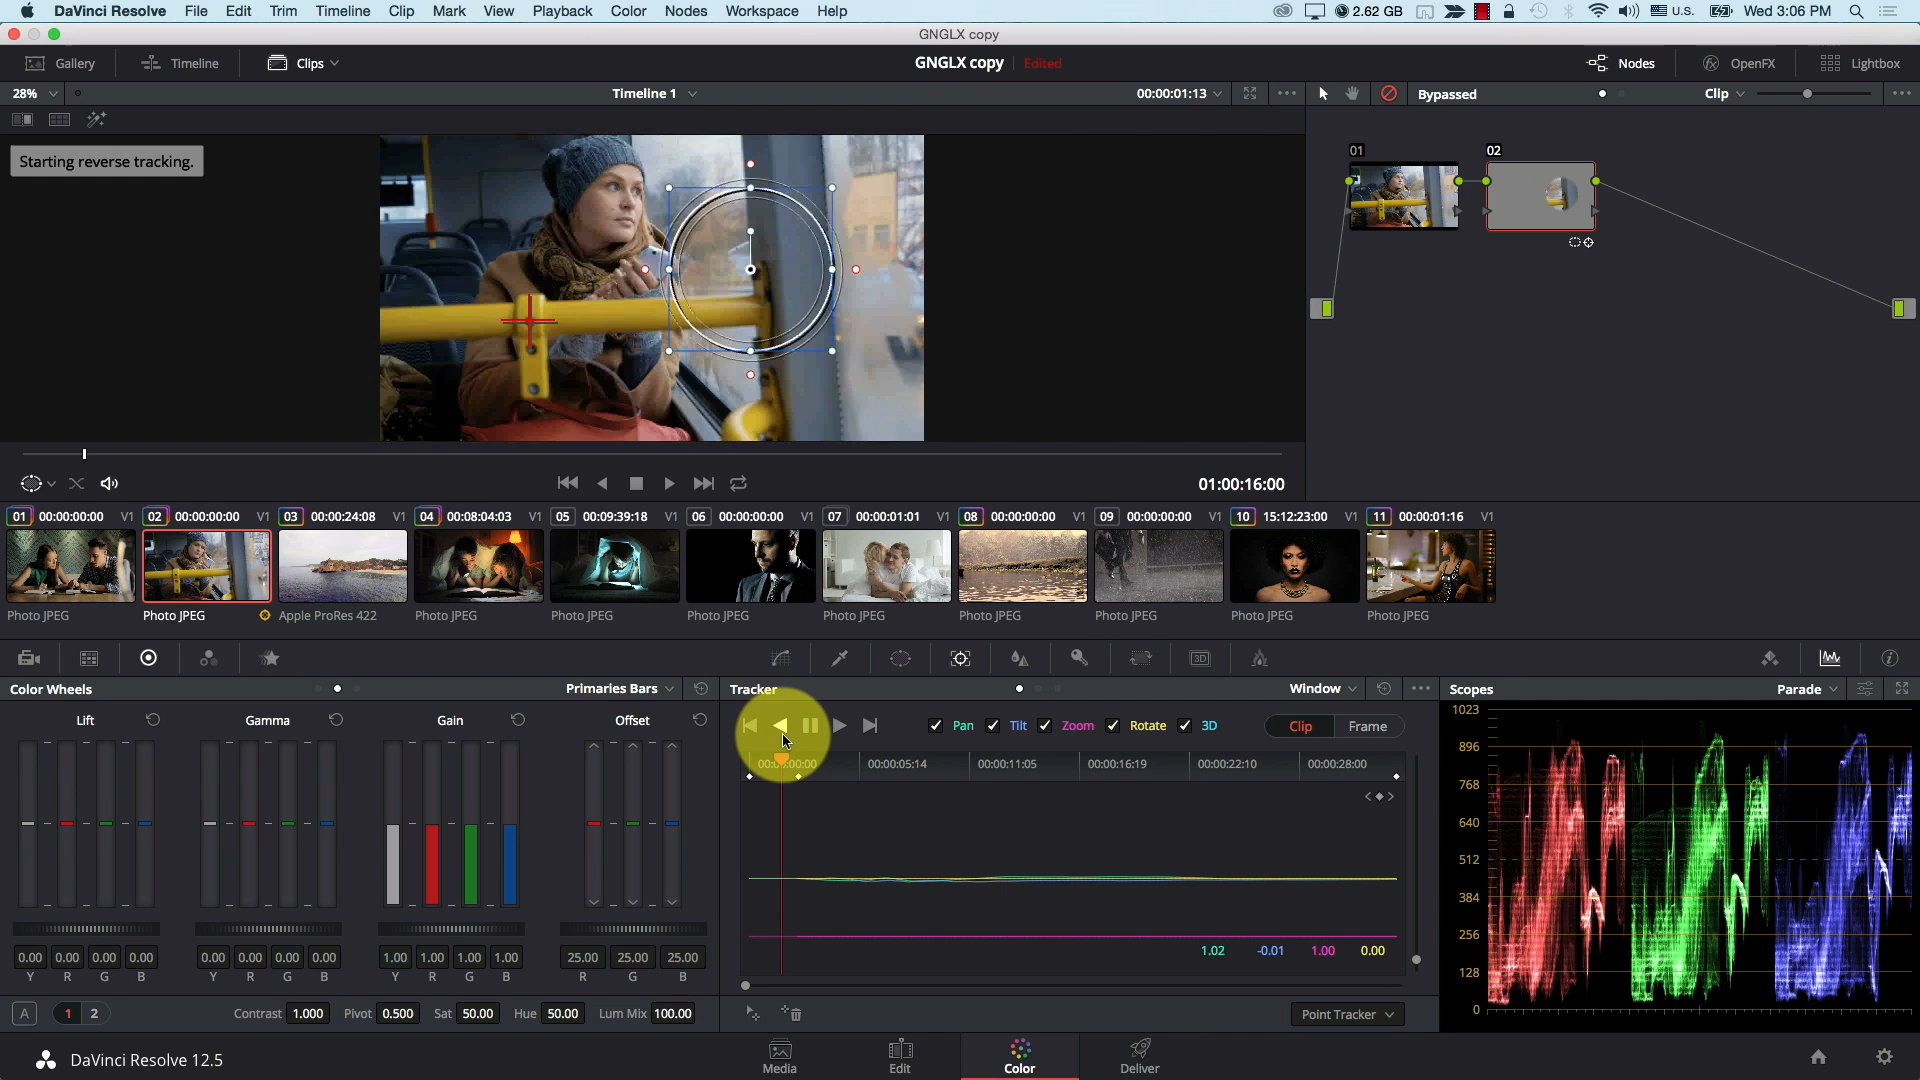 DaVinci Resolve File Edit Trim Timeline Clip Mark View Playback Color Nodes Workspace Help 2.62 GB U.S. Wed 3:06 PM
GNGLX copy
Gallery Timeline Clips GNGLX copy Edited Nodes OpenFX Lightbox
28% Timeline 1 00:00:01:13 Bypassed Clip
Starting reverse tracking.
01 02
01:00:16:00
01 00:00:00:00 V1 02 00:00:00:00 V1 03 00:00:24:08 V1 04 00:08:04:03 V1 05 00:09:39:18 V1 06 00:00:00:00 V1 07 00:00:01:01 V1 08 00:00:00:00 V1 09 00:00:00:00 V1 10 15:12:23:00 V1 11 00:00:01:16 V1
Photo JPEG Photo JPEG Apple ProRes 422 Photo JPEG Photo JPEG Photo JPEG Photo JPEG Photo JPEG Photo JPEG Photo JPEG Photo JPEG
3D
Color Wheels Primaries Bars Tracker Window Scopes Parade
Lift Gamma Gain Offset
Pan Tilt Zoom Rotate 3D Clip Frame
00:00:05:14 00:00:11:05 00:00:16:19 00:00:22:10 00:00:28:00
1023
896
768
640
512
384
256
128
0
1.02 -0.01 1.00 0.00
0.00 0.00 0.00 0.00 0.00 0.00 0.00 0.00 1.00 1.00 1.00 1.00 25.00 25.00 25.00
Y R G B Y R G B Y R G B R G B
A 1 2 Contrast 1.000 Pivot 0.500 Sat 50.00 Hue 50.00 Lum Mix 100.00 Point Tracker
DaVinci Resolve 12.5 Media Edit Color Deliver